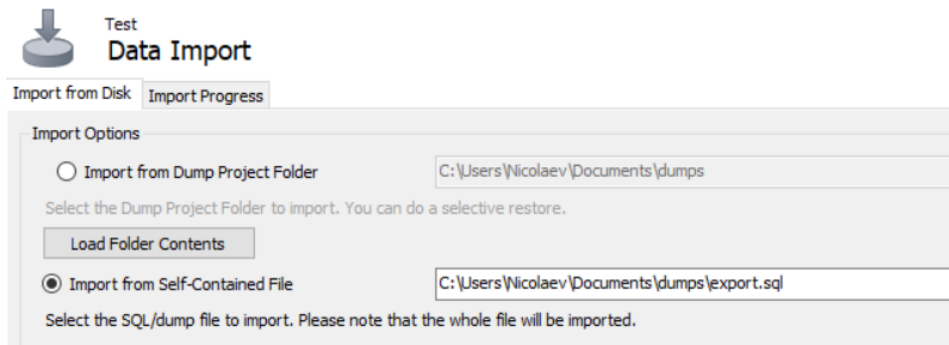 Test
Data Import
Import from Disk Import Progress
Import Options
Import from Dump Project Folder C:\Users\Nicolaev\Documents\dumps
Select the Dump Project Folder to import. You can do a selective restore.
Load Folder Contents
Import from Self-Contained File C:\Users\Nicolaev\Documents\dumps\export.sql
Select the SQL/dump file to import. Please note that the whole file will be imported.